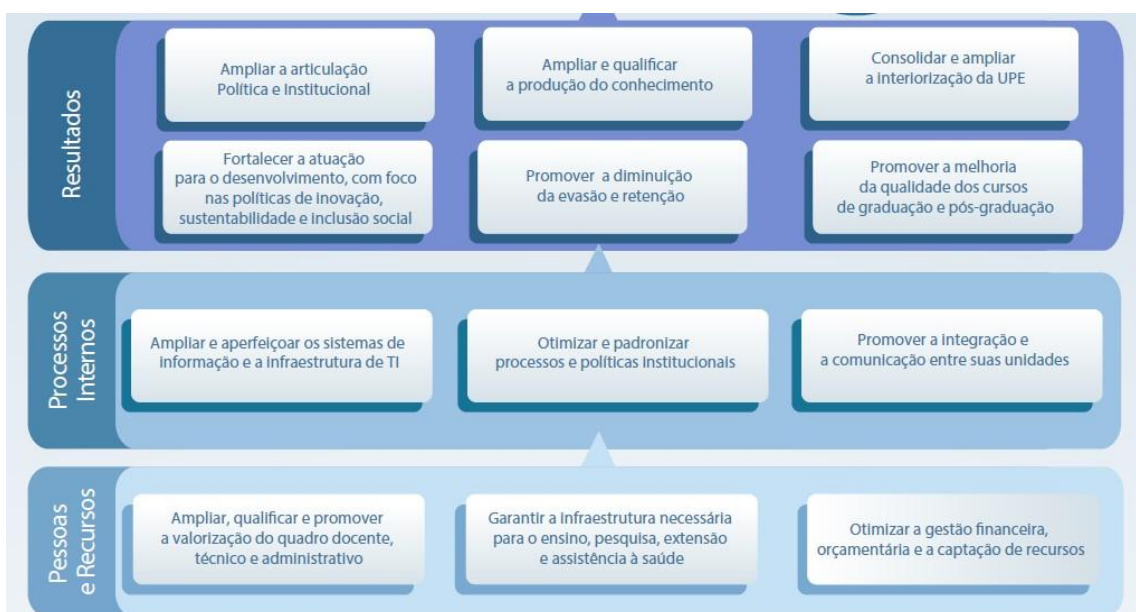 Resultados
Ampliar a articulação
Política e Institucional
Ampliar e qualificar
a produção do conhecimento
Consolidar e ampliar
a interiorização da UPE
Fortalecer a atuação
para o desenvolvimento, com foco
nas políticas de inovação,
sustentabilidade e inclusão social
Promover a diminuição
da evasão e retenção
Promover a melhoria
da qualidade dos cursos
de graduação e pós-graduação
Processos
Internos
Ampliar e aperfeiçoar os sistemas de
informação e a infraestrutura de TI
Otimizar e padronizar
processos e políticas institucionais
Promover a integração e
a comunicação entre suas unidades
Pessoas
e Recursos
Ampliar, qualificar e promover
a valorização do quadro docente,
técnico e administrativo
Garantir a infraestrutura necessária
para o ensino, pesquisa, extensão
e assistência à saúde
Otimizar a gestão financeira,
orçamentária e a captação de recursos